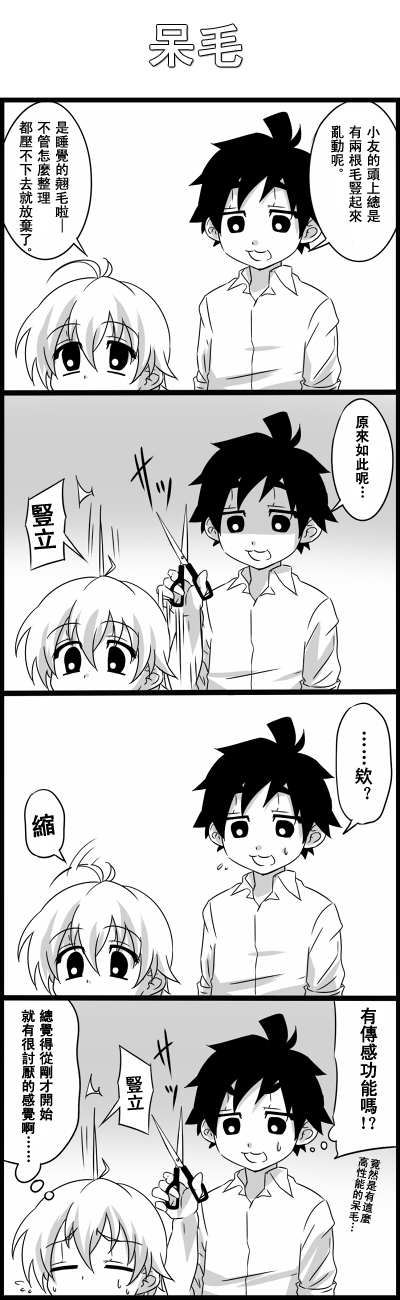 呆毛
小友的頭上總是
有兩根毛豎起來
亂動呢。
是睡覺的翹毛啦—
不管怎麼整理
都壓不下去就放棄了。
原來如此呢…
サッ
豎立
……欸？
縮
有傳感功能嗎！？
竟然是有這麼
高性能的呆毛…
豎立
總覺得從剛才開始
就有很討厭的感覺啊……